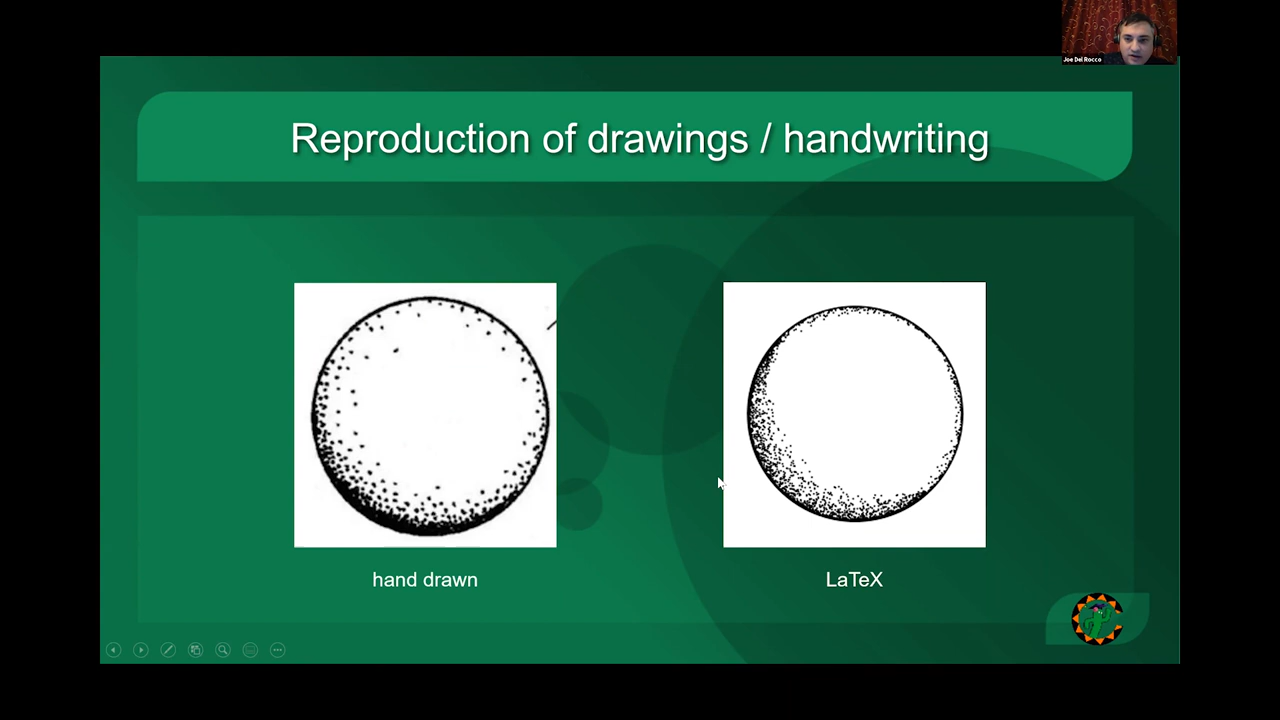 Joe Del Rocco
Reproduction of drawings / handwriting
hand drawn
LaTeX